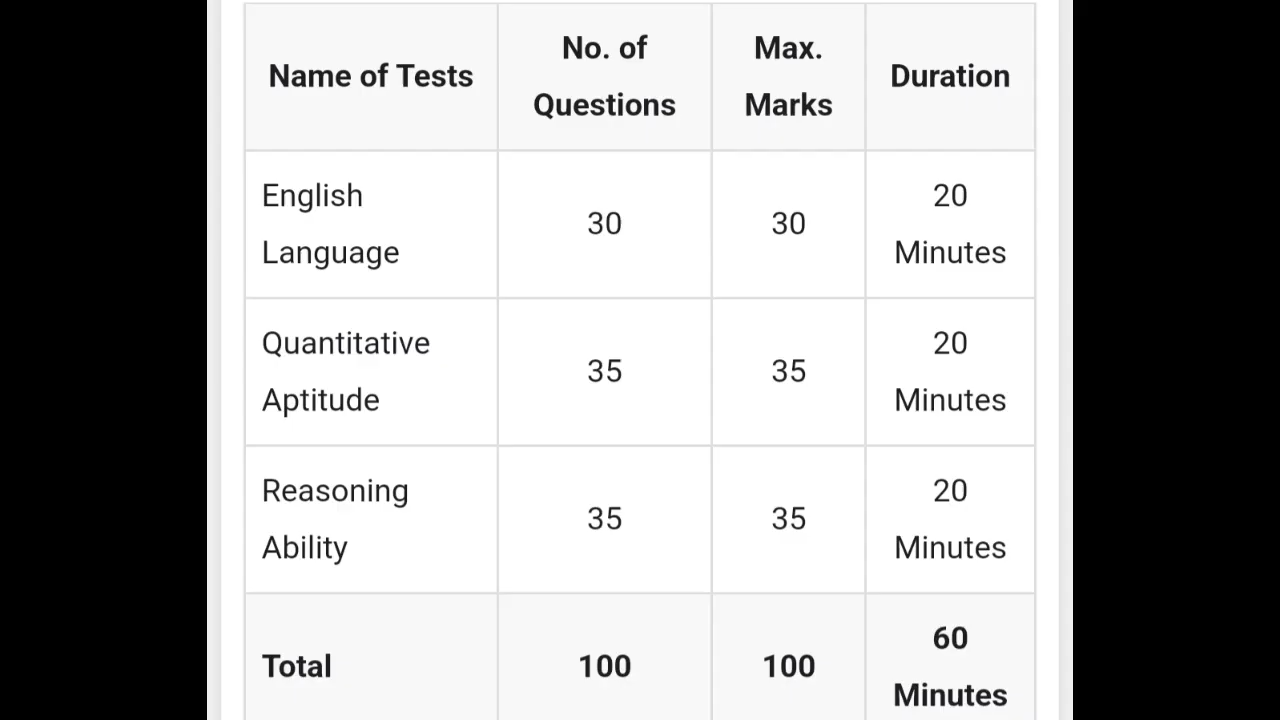 Name of Tests
No. of
Questions
Max.
Marks
Duration
English
Language
30
30
20
Minutes
Quantitative
Aptitude
35
35
20
Minutes
Reasoning
Ability
35
35
20
Minutes
Total
100
100
60
Minutes